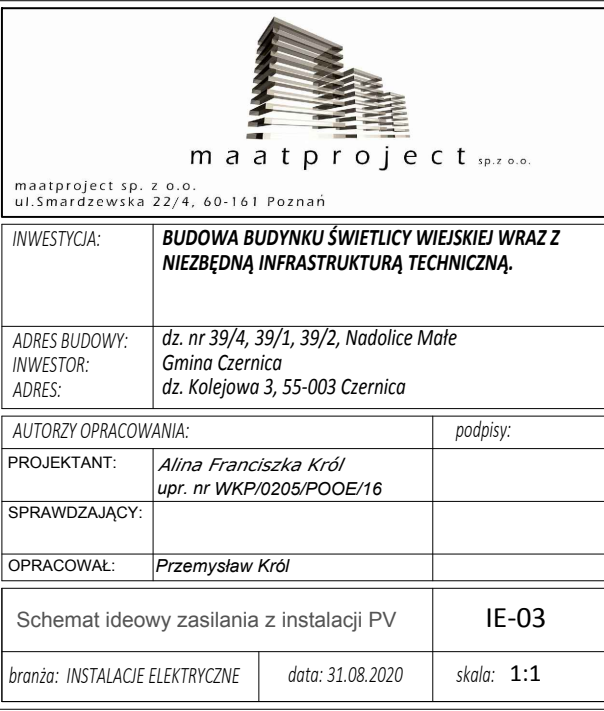 maatproject sp.z o.o.
maatproject sp. z o.o.
ul.Smardzewska 22/4, 60-161 Poznań
INWESTYCJA: BUDOWA BUDYNKU ŚWIETLICY WIEJSKIEJ WRAZ Z
NIEZBĘDNĄ INFRASTRUKTURĄ TECHNICZNĄ.
ADRES BUDOWY: dz. nr 39/4, 39/1, 39/2, Nadolice Małe
INWESTOR: Gmina Czernica
ADRES: dz. Kolejowa 3, 55-003 Czernica
AUTORZY OPRACOWANIA: podpisy:
PROJEKTANT: Alina Franciszka Król
upr. nr WKP/0205/POOE/16
SPRAWDZAJĄCY:
OPRACOWAŁ: Przemysław Król
Schemat ideowy zasilania z instalacji PV IE-03
branża: INSTALACJE ELEKTRYCZNE data: 31.08.2020 skala: 1:1